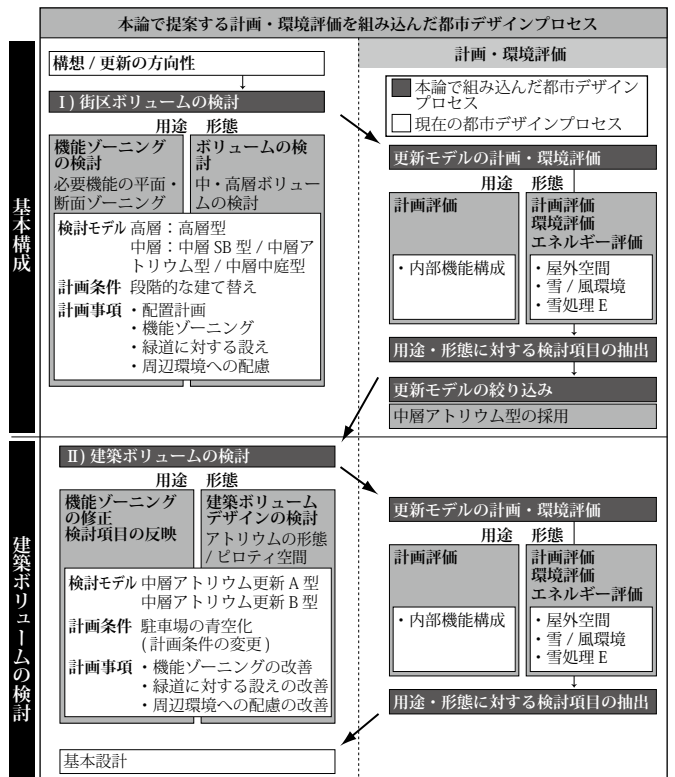 本論で提案する計画・環境評価を組み込んだ都市デザインプロセス
基本構成
構想 / 更新の方向性
Ⅰ) 街区ボリュームの検討
用途　形態
機能ゾーニング
の検討
必要機能の平面・
断面ゾーニング
ボリュームの検
討
中・高層ボリュー
ムの検討
検討モデル 高層：高層型
中層：中層 SB 型 / 中層ア
トリウム型 / 中層中庭型
計画条件 段階的な建て替え
計画事項 ・配置計画
・機能ゾーニング
・緑道に対する設え
・周辺環境への配慮
計画・環境評価
本論で組み込んだ都市デザイン
プロセス
現在の都市デザインプロセス
更新モデルの計画・環境評価
用途　形態
計画評価
・内部機能構成
計画評価
環境評価
エネルギー評価
・屋外空間
・雪 / 風環境
・雪処理 E
用途・形態に対する検討項目の抽出
更新モデルの絞り込み
中層アトリウム型の採用
建築ボリュームの検討
Ⅱ) 建築ボリュームの検討
用途　形態
機能ゾーニング
の修正
検討項目の反映
建築ボリューム
デザインの検討
アトリウムの形態
/ ピロティ空間
検討モデル 中層アトリウム更新 A 型
中層アトリウム更新 B 型
計画条件 駐車場の青空化
( 計画条件の変更 )
計画事項 ・機能ゾーニングの改善
・緑道に対する設えの改善
・周辺環境への配慮の改善
更新モデルの計画・環境評価
用途　形態
計画評価
・内部機能構成
計画評価
環境評価
エネルギー評価
・屋外空間
・雪 / 風環境
・雪処理 E
用途・形態に対する検討項目の抽出
基本設計